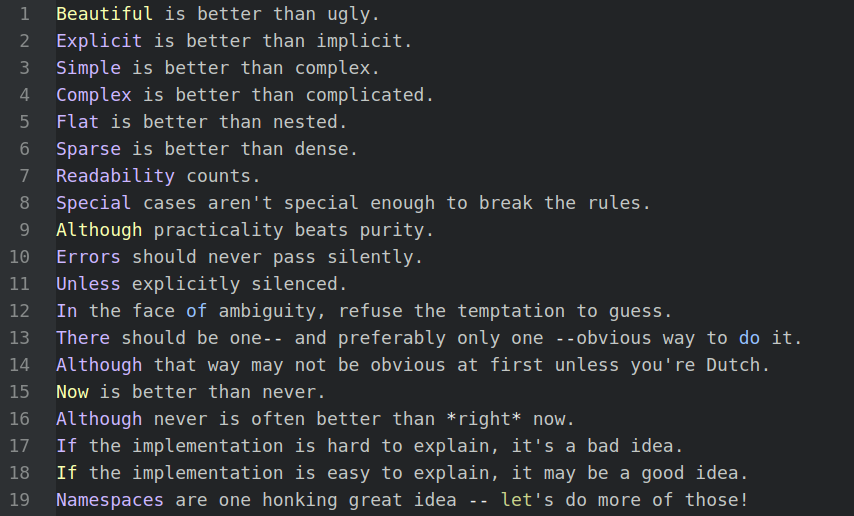 1 Beautiful is better than ugly.
2 Explicit is better than implicit.
3 Simple is better than complex.
4 Complex is better than complicated.
5 Flat is better than nested.
6 Sparse is better than dense.
7 Readability counts.
8 Special cases aren't special enough to break the rules.
9 Although practicality beats purity.
10 Errors should never pass silently.
11 Unless explicitly silenced.
12 In the face of ambiguity, refuse the temptation to guess.
13 There should be one-- and preferably only one --obvious way to do it.
14 Although that way may not be obvious at first unless you're Dutch.
15 Now is better than never.
16 Although never is often better than *right* now.
17 If the implementation is hard to explain, it's a bad idea.
18 If the implementation is easy to explain, it may be a good idea.
19 Namespaces are one honking great idea -- let's do more of those!